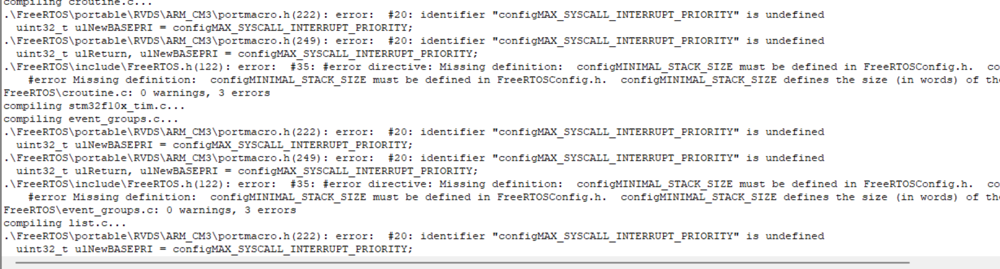 compiling croutine.c...
.\FreeRTOS\portable\RVDS\ARM_CM3\portmacro.h(222): error:  #20: identifier "configMAX_SYSCALL_INTERRUPT_PRIORITY" is undefined
  uint32_t ulNewBASEPRI = configMAX_SYSCALL_INTERRUPT_PRIORITY;
.\FreeRTOS\portable\RVDS\ARM_CM3\portmacro.h(249): error:  #20: identifier "configMAX_SYSCALL_INTERRUPT_PRIORITY" is undefined
  uint32_t ulReturn, ulNewBASEPRI = configMAX_SYSCALL_INTERRUPT_PRIORITY;
.\FreeRTOS\include\FreeRTOS.h(122): error:  #35: #error directive: Missing definition:  configMINIMAL_STACK_SIZE must be defined in FreeRTOSConfig.h.  co
    #error Missing definition:  configMINIMAL_STACK_SIZE must be defined in FreeRTOSConfig.h.  configMINIMAL_STACK_SIZE defines the size (in words) of the
FreeRTOS\croutine.c: 0 warnings, 3 errors
compiling stm32f10x_tim.c...
compiling event_groups.c...
.\FreeRTOS\portable\RVDS\ARM_CM3\portmacro.h(222): error:  #20: identifier "configMAX_SYSCALL_INTERRUPT_PRIORITY" is undefined
  uint32_t ulNewBASEPRI = configMAX_SYSCALL_INTERRUPT_PRIORITY;
.\FreeRTOS\portable\RVDS\ARM_CM3\portmacro.h(249): error:  #20: identifier "configMAX_SYSCALL_INTERRUPT_PRIORITY" is undefined
  uint32_t ulReturn, ulNewBASEPRI = configMAX_SYSCALL_INTERRUPT_PRIORITY;
.\FreeRTOS\include\FreeRTOS.h(122): error:  #35: #error directive: Missing definition:  configMINIMAL_STACK_SIZE must be defined in FreeRTOSConfig.h.  co
    #error Missing definition:  configMINIMAL_STACK_SIZE must be defined in FreeRTOSConfig.h.  configMINIMAL_STACK_SIZE defines the size (in words) of the
FreeRTOS\event_groups.c: 0 warnings, 3 errors
compiling list.c...
.\FreeRTOS\portable\RVDS\ARM_CM3\portmacro.h(222): error:  #20: identifier "configMAX_SYSCALL_INTERRUPT_PRIORITY" is undefined
  uint32_t ulNewBASEPRI = configMAX_SYSCALL_INTERRUPT_PRIORITY;